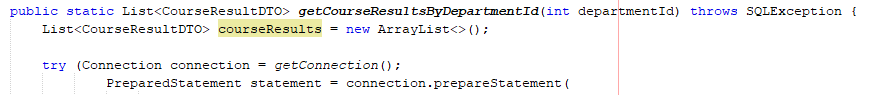 public static List<CourseResultDTO> getCourseResultsByDepartmentId(int departmentId) throws SQLException {
List<CourseResultDTO> courseResults = new ArrayList<>();
try (Connection connection = getConnection();
PreparedStatement statement = connection.prepareStatement(